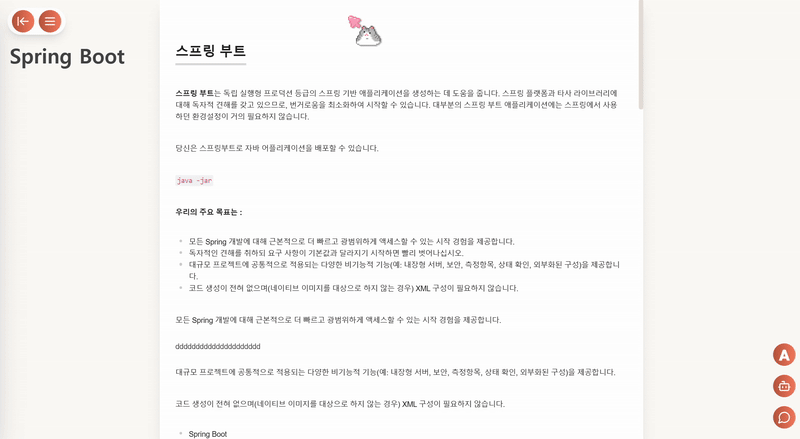 Spring Boot
스프링 부트
스프링 부트는 독립 실행형 프로덕션 등급의 스프링 기반 애플리케이션을 생성하는 데 도움을 줍니다. 스프링 플랫폼과 타사 라이브러리에
대해 독자적 견해를 갖고 있으므로, 번거로움을 최소화하여 시작할 수 있습니다. 대부분의 스프링 부트 애플리케이션에는 스프링에서 사용
하던 환경설정이 거의 필요하지 않습니다.
당신은 스프링부트로 자바 어플리케이션을 배포할 수 있습니다.
java -jar
우리의 주요 목표는 :
모든 Spring 개발에 대해 근본적으로 더 빠르고 광범위하게 액세스할 수 있는 시작 경험을 제공합니다.
독자적인 견해를 취하되 요구 사항이 기본값과 달라지기 시작하면 빨리 벗어나십시오.
대규모 프로젝트에 공통적으로 적용되는 다양한 비기능적 기능(예: 내장형 서버, 보안, 측정항목, 상태 확인, 외부화된 구성)을 제공합니
다.
코드 생성이 전혀 없으며(네이티브 이미지를 대상으로 하지 않는 경우) XML 구성이 필요하지 않습니다.
모든 Spring 개발에 대해 근본적으로 더 빠르고 광범위하게 액세스할 수 있는 시작 경험을 제공합니다.
ddddddddddddddddddddd
대규모 프로젝트에 공통적으로 적용되는 다양한 비기능적 기능(예: 내장형 서버, 보안, 측정항목, 상태 확인, 외부화된 구성)을 제공합니다.
코드 생성이 전혀 없으며(네이티브 이미지를 대상으로 하지 않는 경우) XML 구성이 필요하지 않습니다.
Spring Boot
A